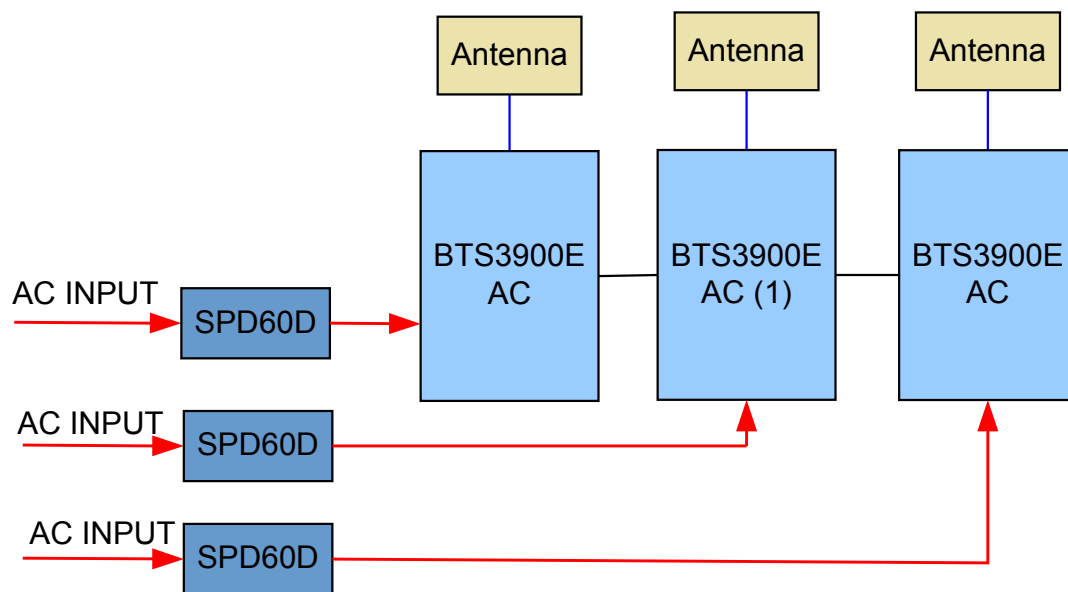 Antenna
Antenna
Antenna
BTS3900E
AC
BTS3900E
AC (1)
BTS3900E
AC
AC INPUT
SPD60D
AC INPUT
SPD60D
AC INPUT
SPD60D